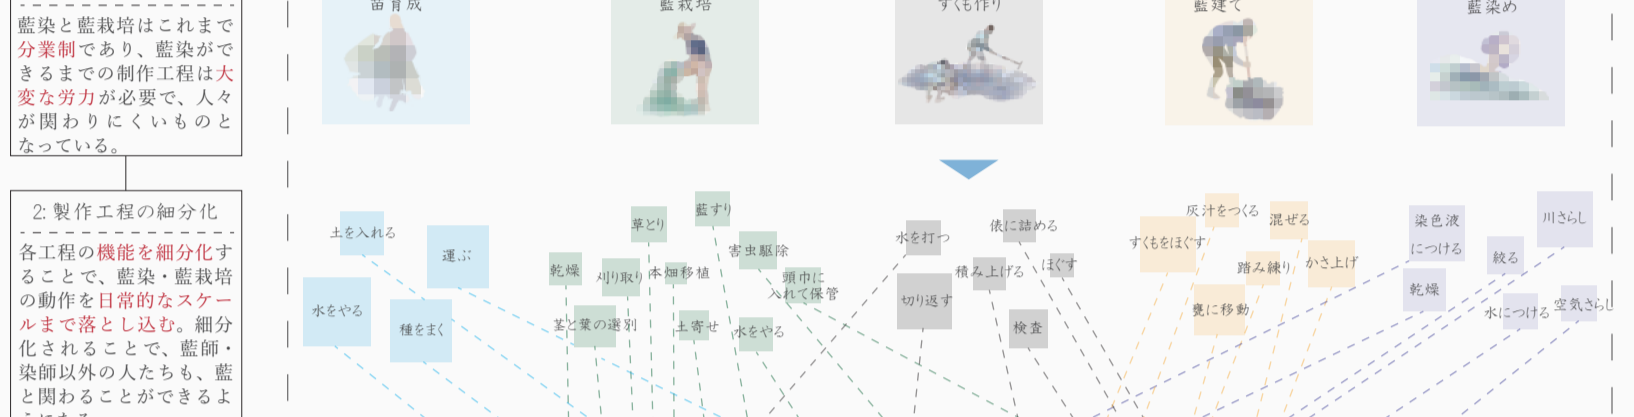 藍染と藍栽培はこれまで
分業制であり、藍染がで
きるまでの制作工程は大
変な労力が必要で、人々
が関わりにくいものと
なっている。
2: 製作工程の細分化
各工程の機能を細分化す
ることで、藍染・藍栽培
の動作を日常的なスケー
ルまで落とし込む。細分
化されることで、藍師・
染師以外の人たちも、藍
と関わることができるよ
苗育成
藍栽培
すくも作り
藍建て
藍染め
土を入れる
運ぶ
水をやる
種をまく
藍すり
草とり
害虫駆除
乾燥
刈り取り
本畑移植
頭巾に
入れて保管
茎と葉の選別
土寄せ
水をやる
水を打つ
俵に詰める
積み上げる
ほぐす
切り返す
検査
灰汁をつくる
混ぜる
すくもをほぐす
踏み練り
かさ上げ
甕に移動
染色液
につける
川さらし
絞る
乾燥
水につける
空気さらし